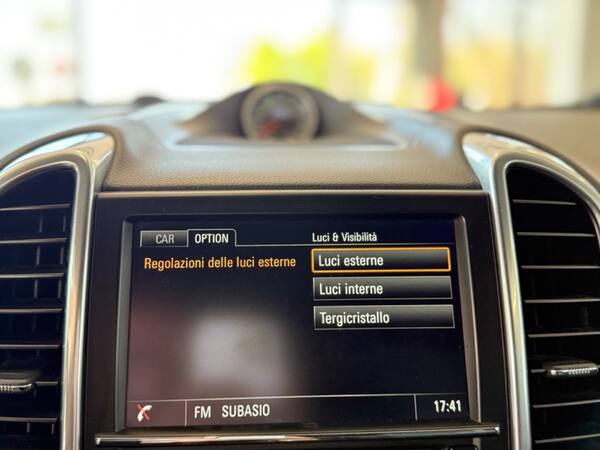 CAR OPTION Luci & Visibilità
Regolazioni delle luci esterne Luci esterne
Luci interne
Tergicristallo
FM SUBASIO 17:41